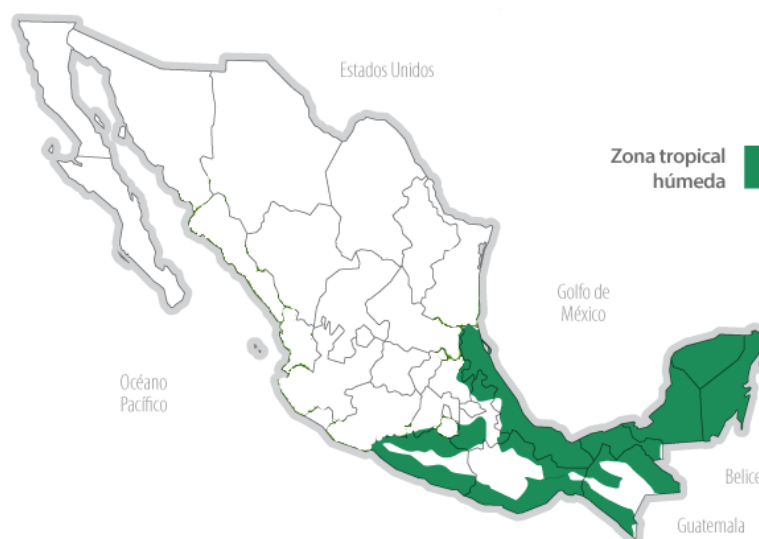 Estados Unidos
Zona tropical
húmeda
Golfo de
México
Océano
Pacífico
Belice
Guatemala